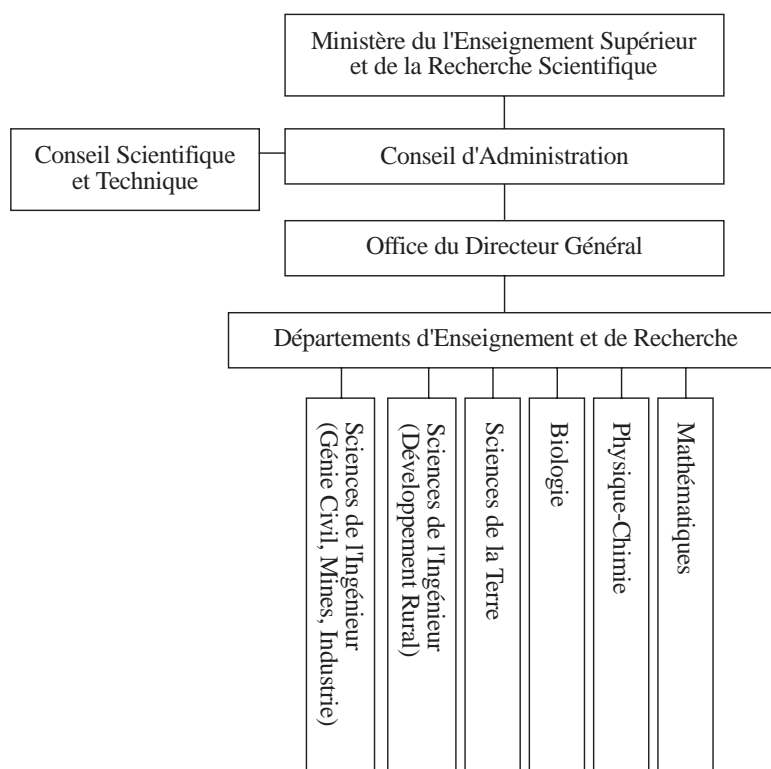 Ministère du l'Enseignement Supérieur
et de la Recherche Scientifique
Conseil Scientifique
et Technique
Conseil d'Administration
Office du Directeur Général
Départements d'Enseignement et de Recherche
Sciences de l'Ingénieur
(Génie Civil, Mines, Industrie)
Sciences de l'Ingénieur
(Développement Rural)
Sciences de la Terre
Biologie
Physique-Chimie
Mathématiques